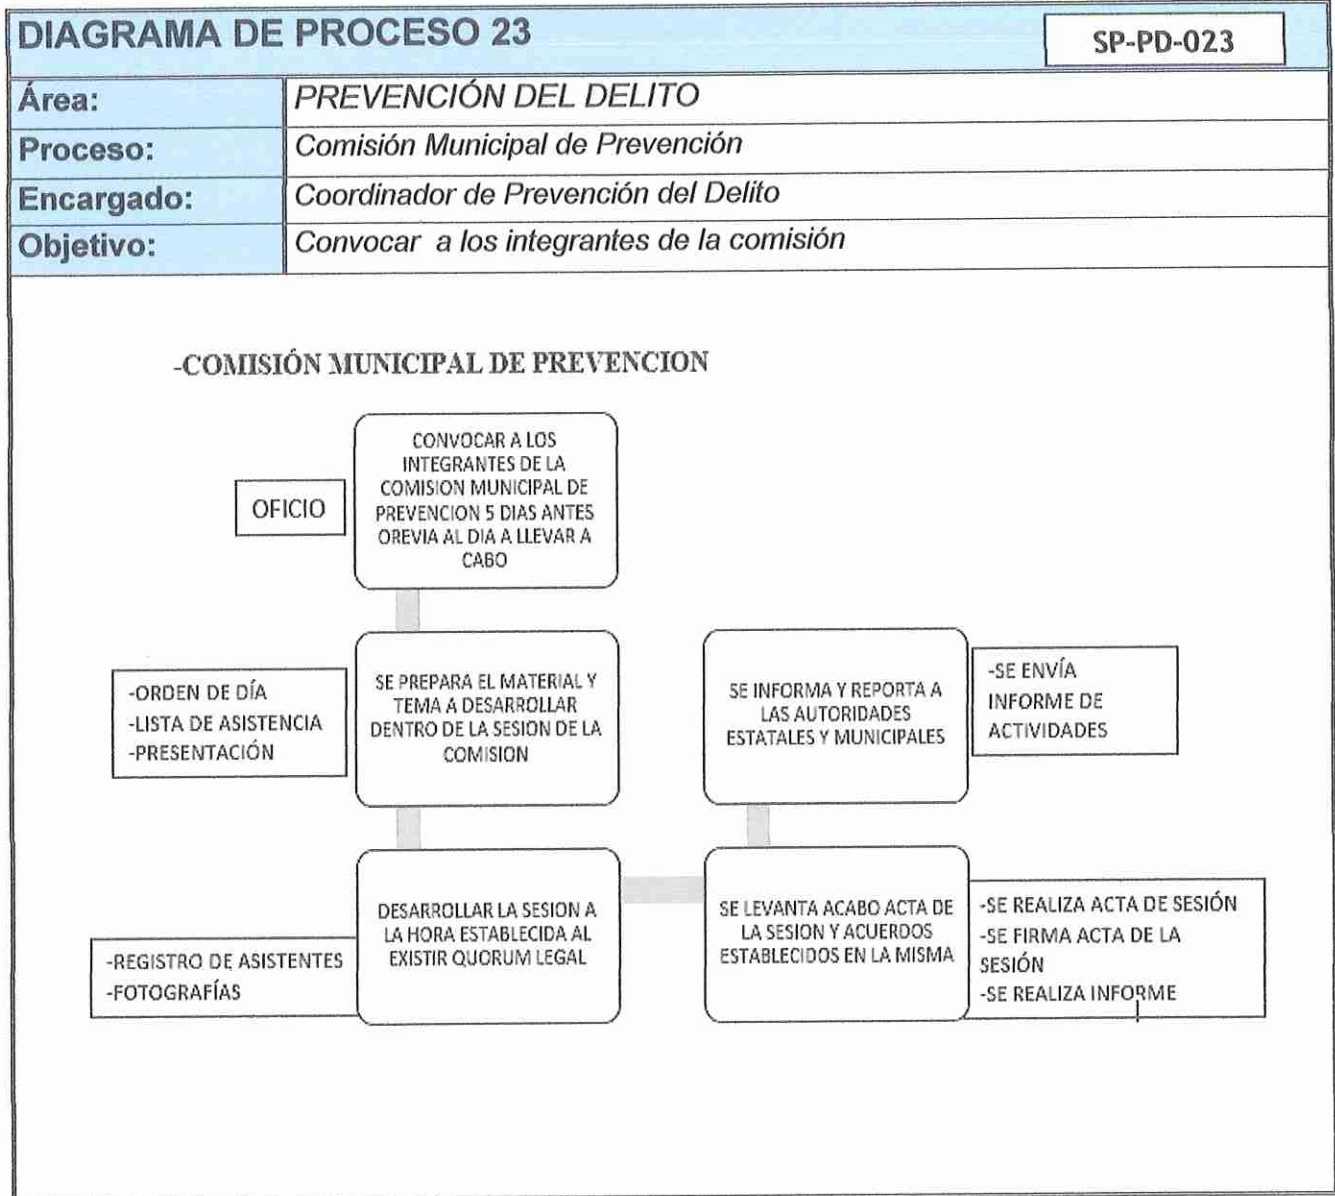 DIAGRAMA DE PROCESO 23
SP-PD-023
Área:
PREVENCIÓN DEL DELITO
Proceso:
Comisión Municipal de Prevención
Encargado:
Coordinador de Prevención del Delito
Objetivo:
Convocar a los integrantes de la comisión
-COMISIÓN MUNICIPAL DE PREVENCION
OFICIO
CONVOCAR A LOS
INTEGRANTES DE LA
COMISION MUNICIPAL DE
PREVENCION 5 DIAS ANTES
OREVIA AL DIA A LLEVAR A
CABO
-ORDEN DE DÍA
-LISTA DE ASISTENCIA
-PRESENTACIÓN
SE PREPARA EL MATERIAL Y
TEMA A DESARROLLAR
DENTRO DE LA SESION DE LA
COMISION
-REGISTRO DE ASISTENTES
-FOTOGRAFÍAS
DESARROLLAR LA SESION A
LA HORA ESTABLECIDA AL
EXISTIR QUORUM LEGAL
SE LEVANTA ACABO ACTA DE
LA SESION Y ACUERDOS
ESTABLECIDOS EN LA MISMA
-SE REALIZA ACTA DE SESIÓN
-SE FIRMA ACTA DE LA
SESIÓN
-SE REALIZA INFORME
SE INFORMA Y REPORTA A
LAS AUTORIDADES
ESTATALES Y MUNICIPALES
-SE ENVÍA
INFORME DE
ACTIVIDADES